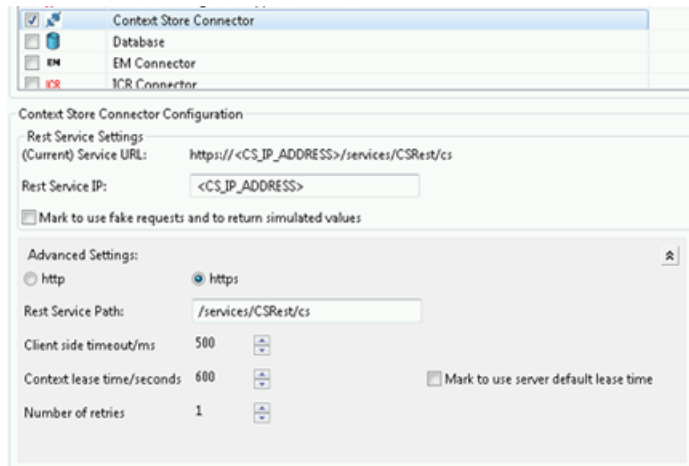 Context Store Connector
Database
EM EM Connector
ICR ICR Connector
Context Store Connector Configuration
Rest Service Settings
(Current) Service URL: https://<CS_IP_ADDRESS>/services/CSRest/cs
Rest Service IP: <CS_IP_ADDRESS>
Mark to use fake requests and to return simulated values
Advanced Settings:
http https
Rest Service Path: /services/CSRest/cs
Client side timeout/ms 500
Context lease time/seconds 600 Mark to use server default lease time
Number of retries 1